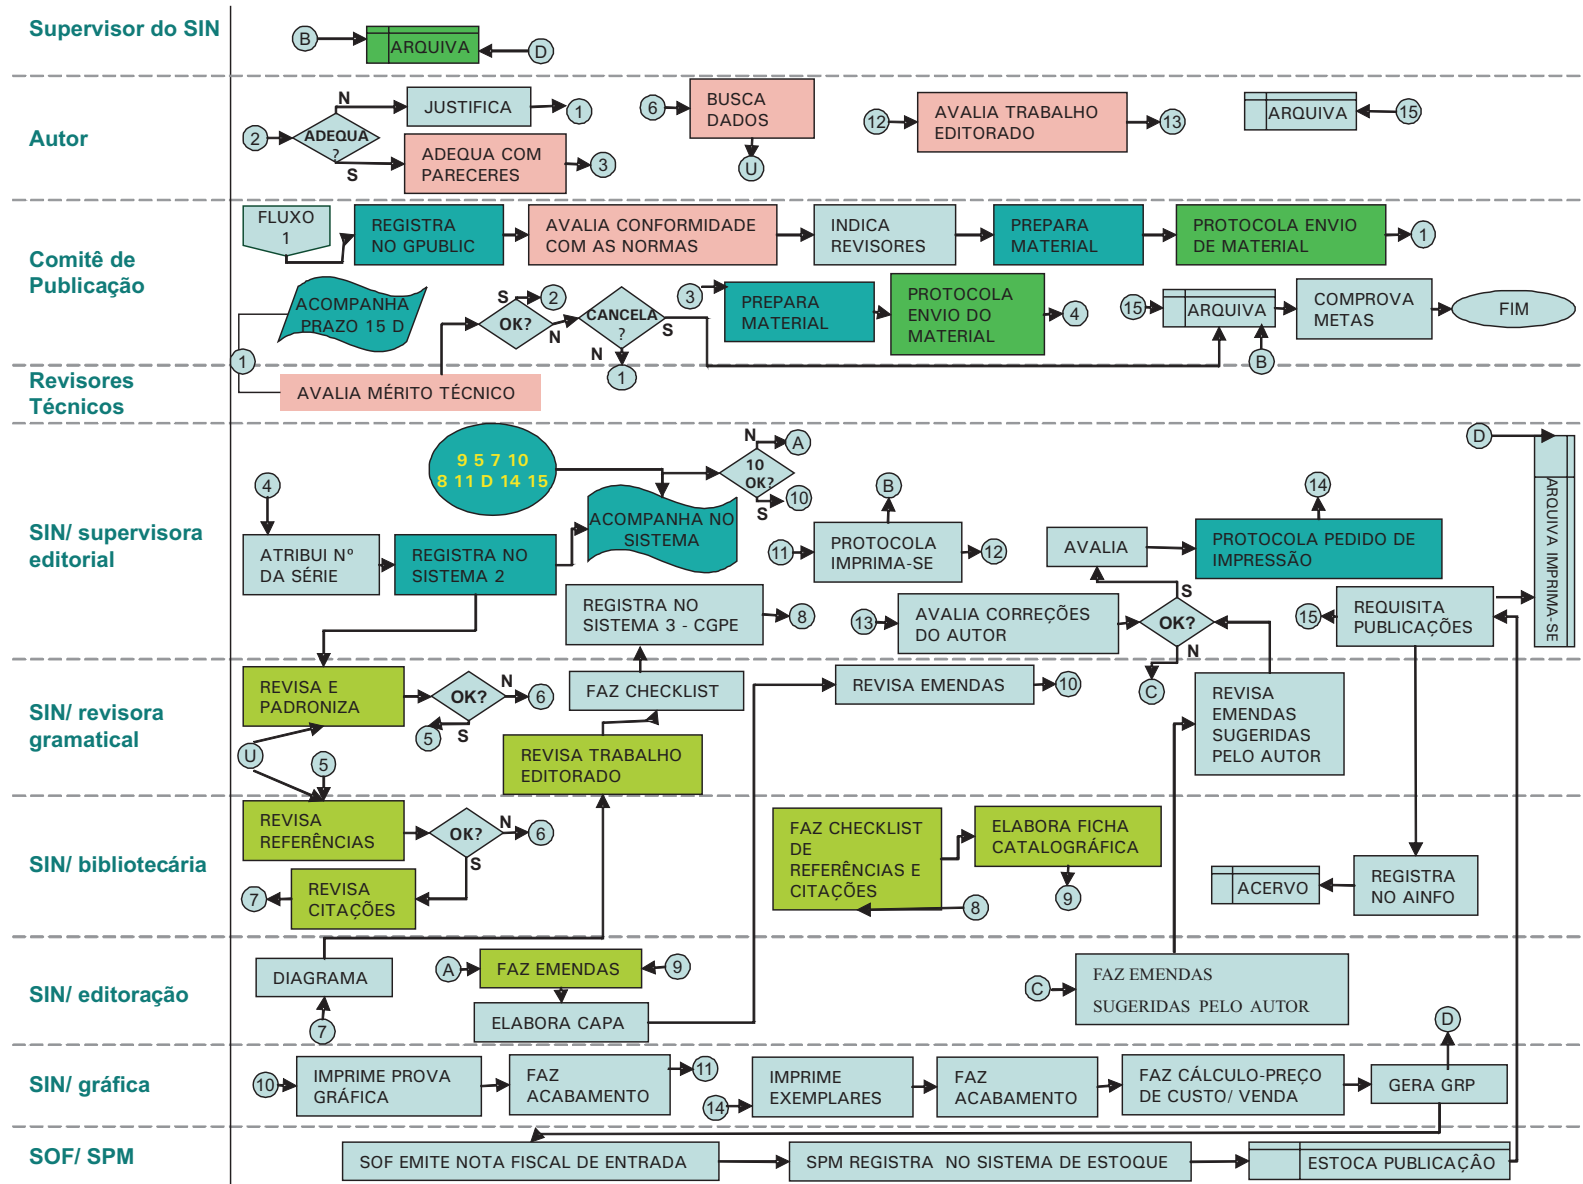 Supervisor do SIN
B
ARQUIVA
D
Autor
2
ADEQUA
?
N
JUSTIFICA
1
S
ADEQUA COM
PARECERES
3
6
BUSCA
DADOS
U
12
AVALIA TRABALHO
EDITORADO
13
ARQUIVA
15
Comitê de
Publicação
FLUXO
1
REGISTRA
NO GPUBLIC
AVALIA CONFORMIDADE
COM AS NORMAS
INDICA
REVISORES
PREPARA
MATERIAL
PROTOCOLA ENVIO
DE MATERIAL
1
ACOMPANHA
PRAZO 15 D
S
2
OK?
N
CANCELA
?
S
N
1
3
PREPARA
MATERIAL
PROTOCOLA
ENVIO DO
MATERIAL
4
15
ARQUIVA
B
COMPROVA
METAS
FIM
1
Revisores
Técnicos
AVALIA MÉRITO TÉCNICO
SIN/ supervisora
editorial
4
ATRIBUI Nº
DA SÉRIE
REGISTRA NO
SISTEMA 2
9 5 7 10
8 11 D 14 15
ACOMPANHA NO
SISTEMA
N
A
10
OK?
S
10
B
11
PROTOCOLA
IMPRIMA-SE
12
REGISTRA NO
SISTEMA 3 - CGPE
8
13
AVALIA CORREÇÕES
DO AUTOR
AVALIA
S
OK?
N
C
14
PROTOCOLA PEDIDO DE
IMPRESSÃO
15
REQUISITA
PUBLICAÇÕES
D
ARQUIVA IMPRIMA-SE
SIN/ revisora
gramatical
REVISA E
PADRONIZA
OK?
N
6
S
5
U
5
FAZ CHECKLIST
REVISA TRABALHO
EDITORADO
REVISA EMENDAS
10
REVISA
EMENDAS
SUGERIDAS
PELO AUTOR
SIN/ bibliotecária
REVISA
REFERÊNCIAS
OK?
N
6
S
7
REVISA
CITAÇÕES
FAZ CHECKLIST
DE
REFERÊNCIAS E
CITAÇÕES
8
ELABORA FICHA
CATALOGRÁFICA
9
ACERVO
REGISTRA
NO AINFO
SIN/ editoração
DIAGRAMA
7
A
FAZ EMENDAS
9
ELABORA CAPA
C
FAZ EMENDAS
SUGERIDAS PELO AUTOR
SIN/ gráfica
10
IMPRIME PROVA
GRÁFICA
FAZ
ACABAMENTO
11
14
IMPRIME
EXEMPLARES
FAZ
ACABAMENTO
FAZ CÁLCULO-PREÇO
DE CUSTO/ VENDA
D
GERA GRP
SOF/ SPM
SOF EMITE NOTA FISCAL DE ENTRADA
SPM REGISTRA NO SISTEMA DE ESTOQUE
ESTOCA PUBLICAÇÂO